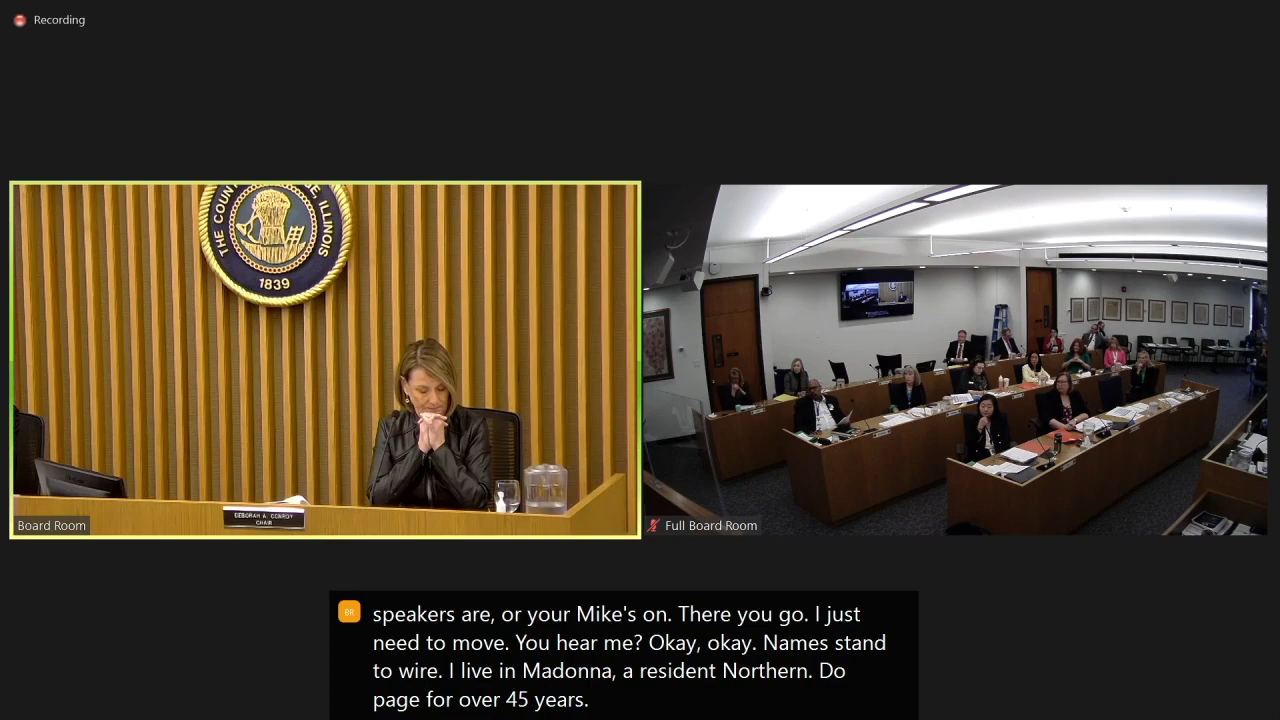 Recording
THE COUNTY
E, ILLINOIS
1839
DEBORAH A. CONROY
CHAIR
Board Room
Full Board Room
BR
speakers are, or your Mike's on. There you go. I just
need to move. You hear me? Okay, okay. Names stand
to wire. I live in Madonna, a resident Northern. Do
page for over 45 years.